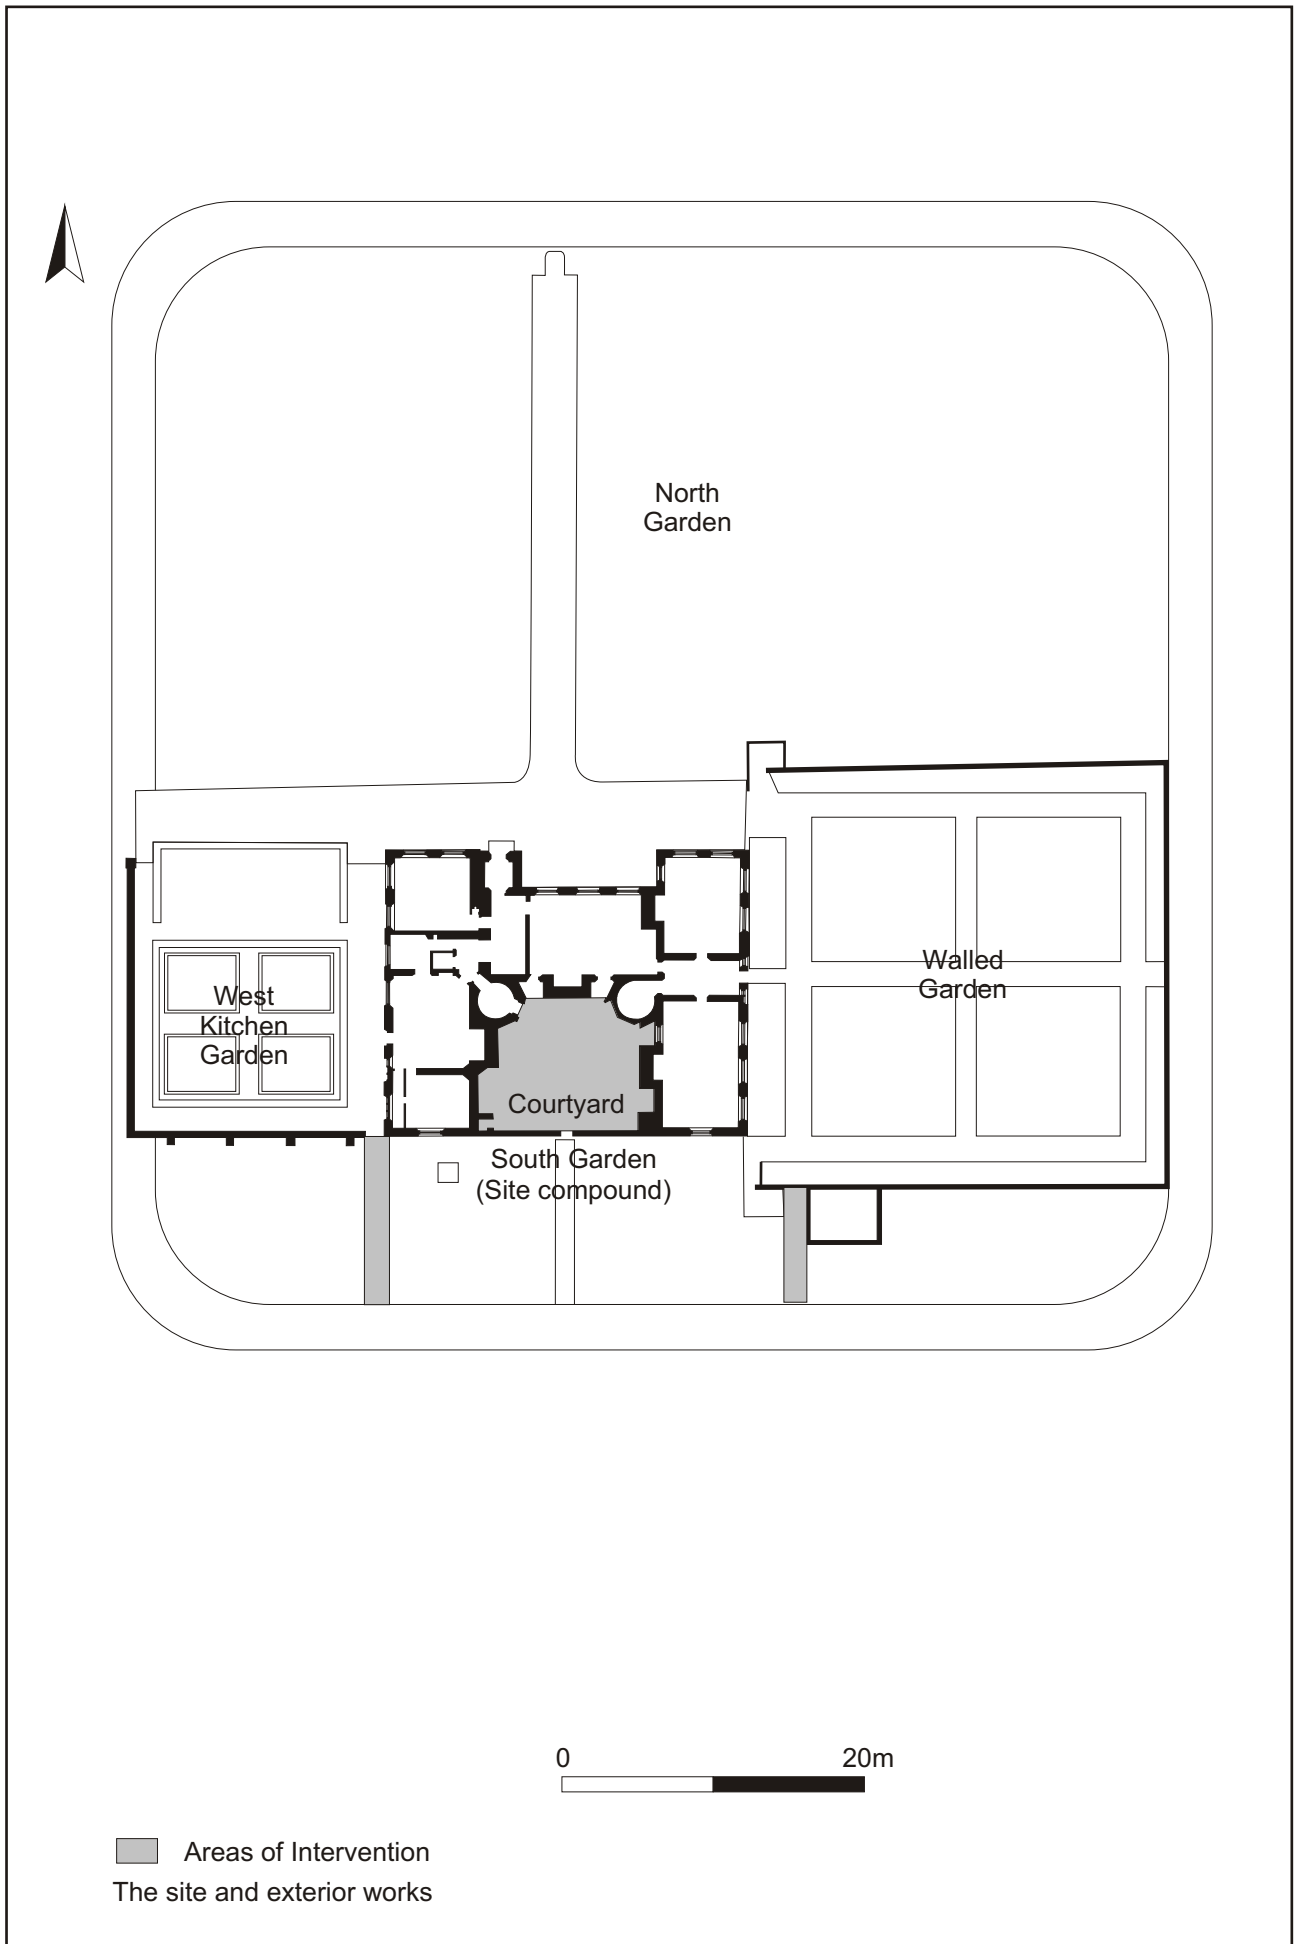 North
Garden
Walled
Garden
West
Kitchen
Garden
Courtyard
South Garden
(Site compound)
0 20m
Areas of Intervention
The site and exterior works